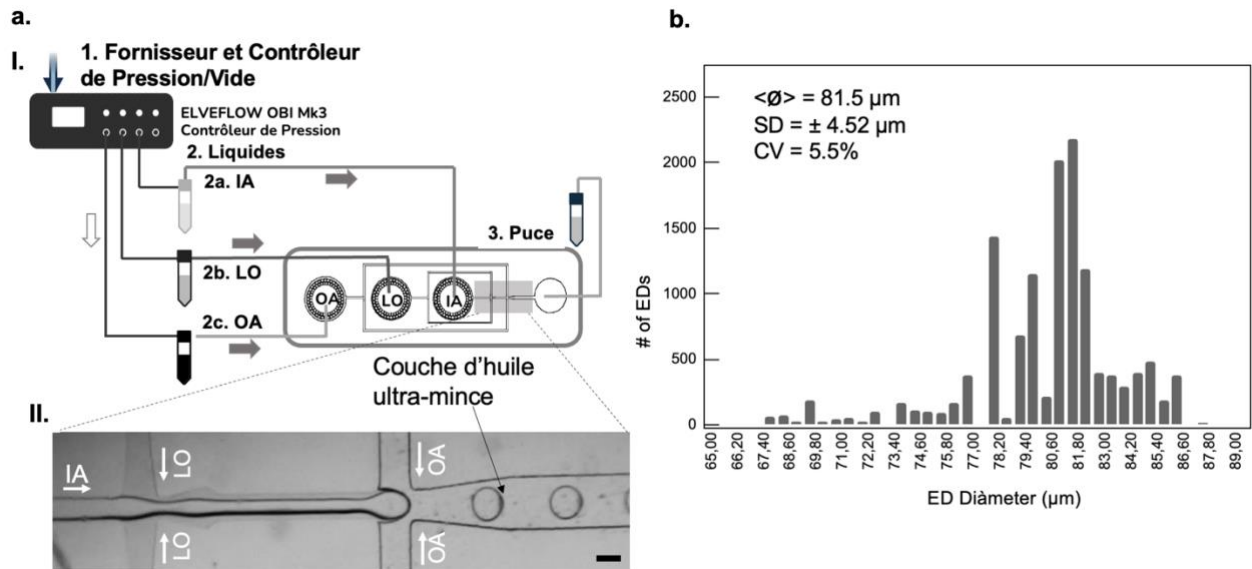 a.
I.
1. Fornisseur et Contrôleur
de Pression/Vide
ELVEFLOW OBI Mk3
Contrôleur de Pression
2. Liquides
2a. IA
2b. LO
2c. OA
3. Puce
OA
LO
IA
Couche d'huile
ultra-mince
II.
IA
LO
LO
OA
OA
b.
<Ø> = 81.5 µm
SD = ± 4.52 µm
CV = 5.5%
# of EDs
2500
2000
1500
1000
500
0
65,00 66,20 67,40 68,60 69,80 71,00 72,20 73,40 74,60 75,80 77,00 78,20 79,40 80,60 81,80 83,00 84,20 85,40 86,60 87,80 89,00
ED Diàmeter (µm)